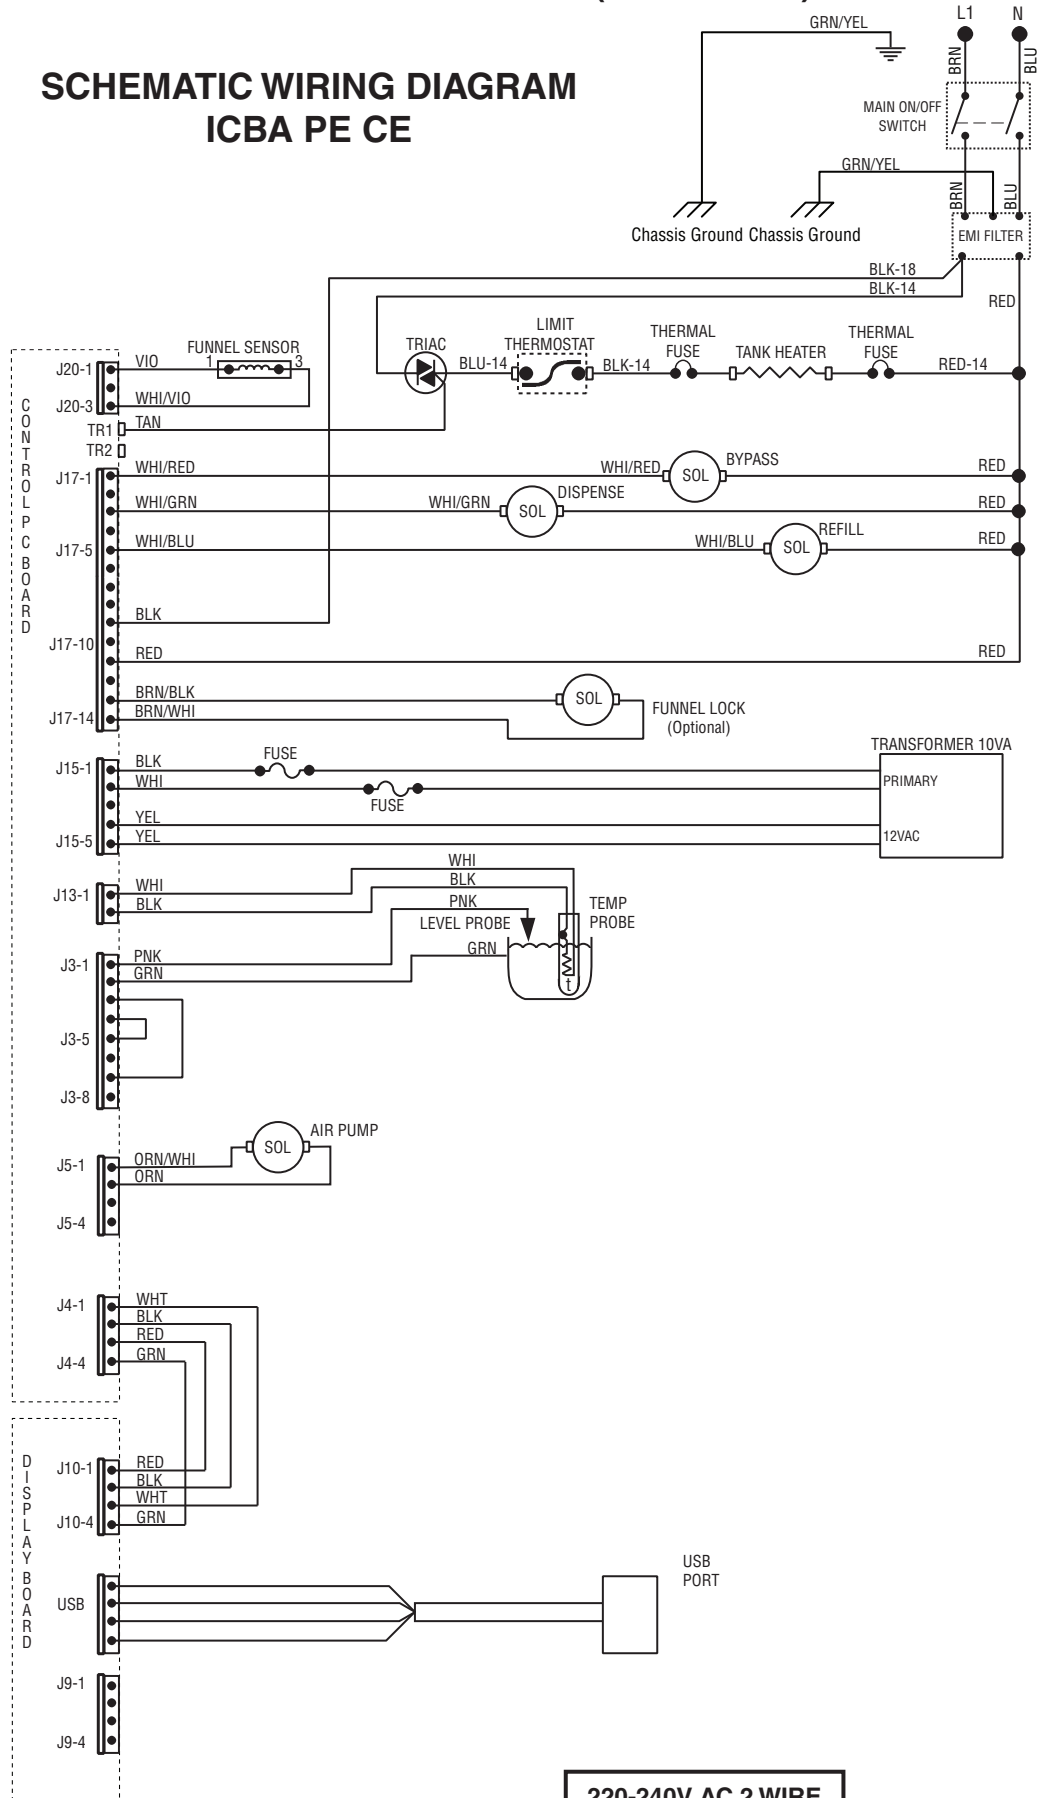 GRN/YEL
L1 N
BRN
BLU
SCHEMATIC WIRING DIAGRAM
ICBA PE CE
MAIN ON/OFF
SWITCH
GRN/YEL
BRN
BLU
Chassis Ground Chassis Ground
EMI FILTER
BLK-18
BLK-14
RED
CONTROL PC BOARD
J20-1
VIO
FUNNEL SENSOR
1
3
TRIAC
BLU-14
LIMIT
THERMOSTAT
BLK-14
THERMAL
FUSE
TANK HEATER
THERMAL
FUSE
RED-14
J20-3
WHI/VIO
TR1
TAN
TR2
J17-1
WHI/RED
WHI/RED
SOL
BYPASS
RED
WHI/GRN
WHI/GRN
SOL
DISPENSE
RED
J17-5
WHI/BLU
WHI/BLU
SOL
REFILL
RED
BLK
J17-10
RED
RED
BRN/BLK
SOL
FUNNEL LOCK
(Optional)
J17-14
BRN/WHI
TRANSFORMER 10VA
J15-1
BLK
FUSE
PRIMARY
WHI
FUSE
YEL
12VAC
J15-5
YEL
J13-1
WHI
WHI
BLK
BLK
PNK
LEVEL PROBE
TEMP
PROBE
GRN
t
J3-1
PNK
GRN
J3-5
J3-8
J5-1
ORN/WHI
SOL
AIR PUMP
ORN
J5-4
J4-1
WHT
BLK
RED
J4-4
GRN
DISPLAY BOARD
J10-1
RED
BLK
WHT
J10-4
GRN
USB
USB
PORT
J9-1
J9-4
220-240V AC 2 WIRE